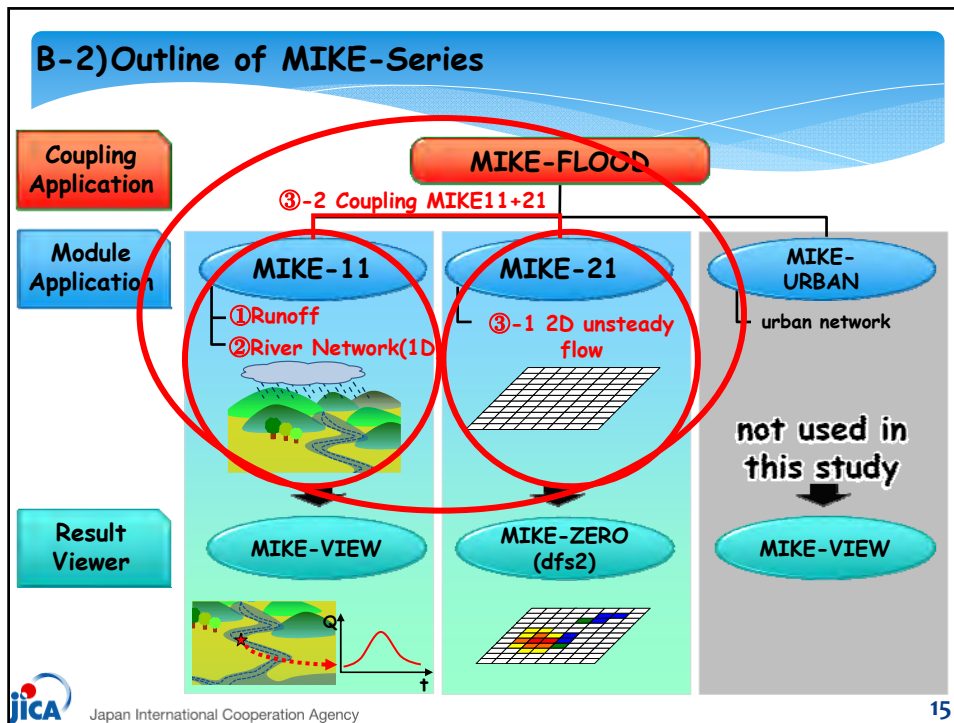 B-2)Outline of MIKE-Series
Coupling
Application
MIKE-FLOOD
③-2 Coupling MIKE11+21
Module
Application
MIKE-11
①Runoff
②River Network(1D
MIKE-21
③-1 2D unsteady
flow
MIKE-
URBAN
urban network
not used in
this study
Result
Viewer
MIKE-VIEW
MIKE-ZERO
(dfs2)
MIKE-VIEW
Q
t
jICA
Japan International Cooperation Agency
15